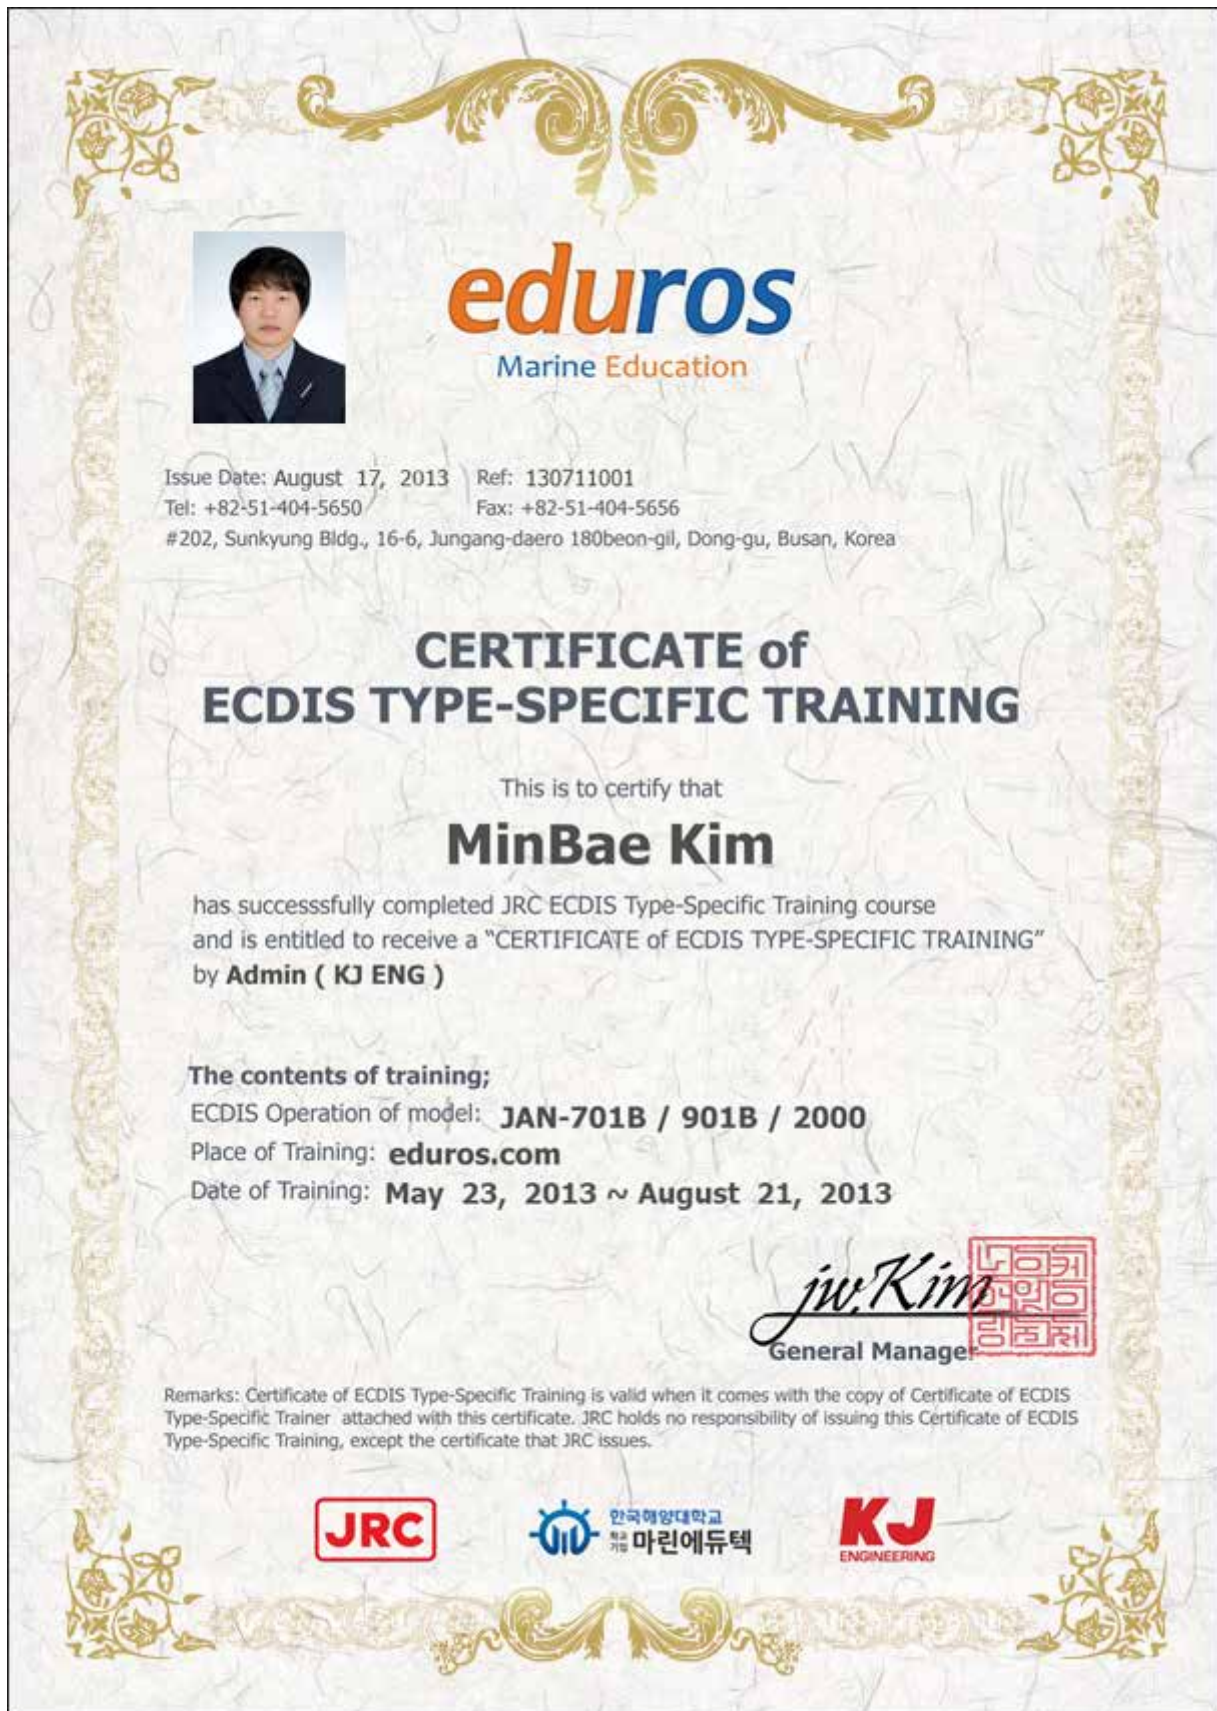 eduros
Marine Education
Issue Date: August 17, 2013 Ref: 130711001
Tel: +82-51-404-5650 Fax: +82-51-404-5656
#202, Sunkyung Bldg., 16-6, Jungang-daero 180beon-gil, Dong-gu, Busan, Korea
CERTIFICATE of
ECDIS TYPE-SPECIFIC TRAINING
This is to certify that
MinBae Kim
has successsfully completed JRC ECDIS Type-Specific Training course
and is entitled to receive a “CERTIFICATE of ECDIS TYPE-SPECIFIC TRAINING”
by Admin ( KJ ENG )
The contents of training;
ECDIS Operation of model: JAN-701B / 901B / 2000
Place of Training: eduros.com
Date of Training: May 23, 2013 ~ August 21, 2013
jw.Kim
General Manager
Remarks: Certificate of ECDIS Type-Specific Training is valid when it comes with the copy of Certificate of ECDIS
Type-Specific Trainer attached with this certificate. JRC holds no responsibility of issuing this Certificate of ECDIS
Type-Specific Training, except the certificate that JRC issues.
JRC
한국해양대학교
학교기업 마린에듀텍
KJ
ENGINEERING